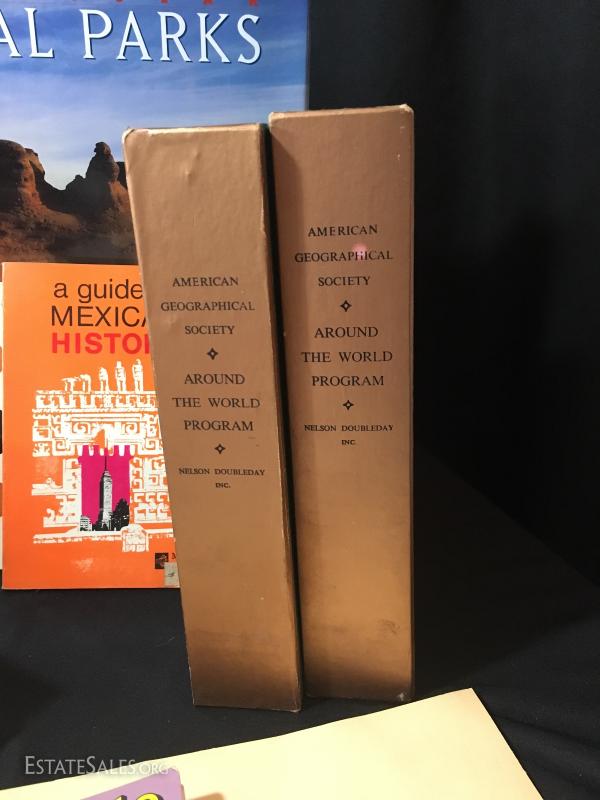 AL PARKS
a guide
MEXICA
HISTO
AMERICAN
GEOGRAPHICAL
SOCIETY
AROUND
THE WORLD
PROGRAM
NELSON DOUBLEDAY
INC.
AMERICAN
GEOGRAPHICAL
SOCIETY
AROUND
THE WORLD
PROGRAM
NELSON DOUBLEDAY
INC.
ESTATESALES.ORG